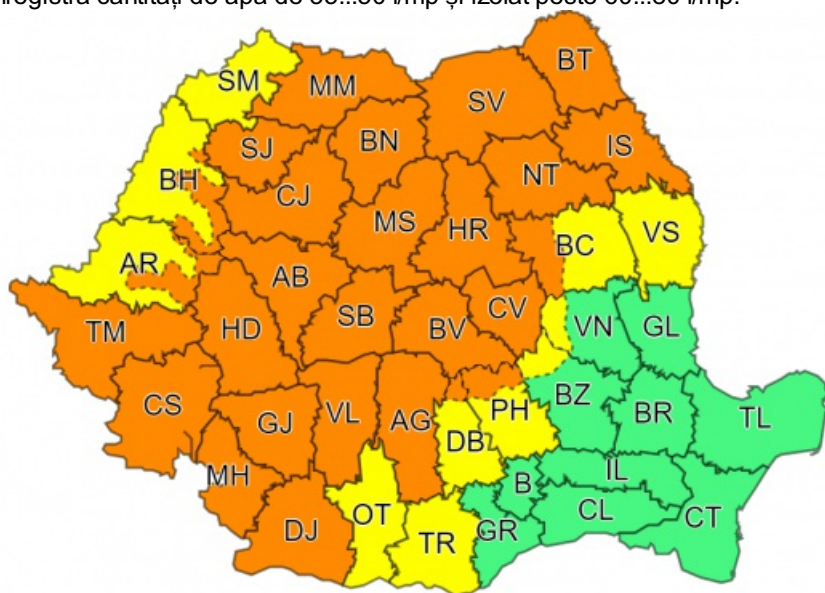 înregistra cantități de apă de 35...50 l/mp și izolat peste 60...80 l/mp.
BT
SM
MM
SV
SJ
BN
IS
BH
CJ
NT
MS
HR
BC
VS
AR
AB
TM
HD
SB
BV
CV
VN
GL
CS
GJ
VL
AG
DB
PH
BZ
BR
TL
MH
B
IL
DJ
OT
TR
GR
CL
CT